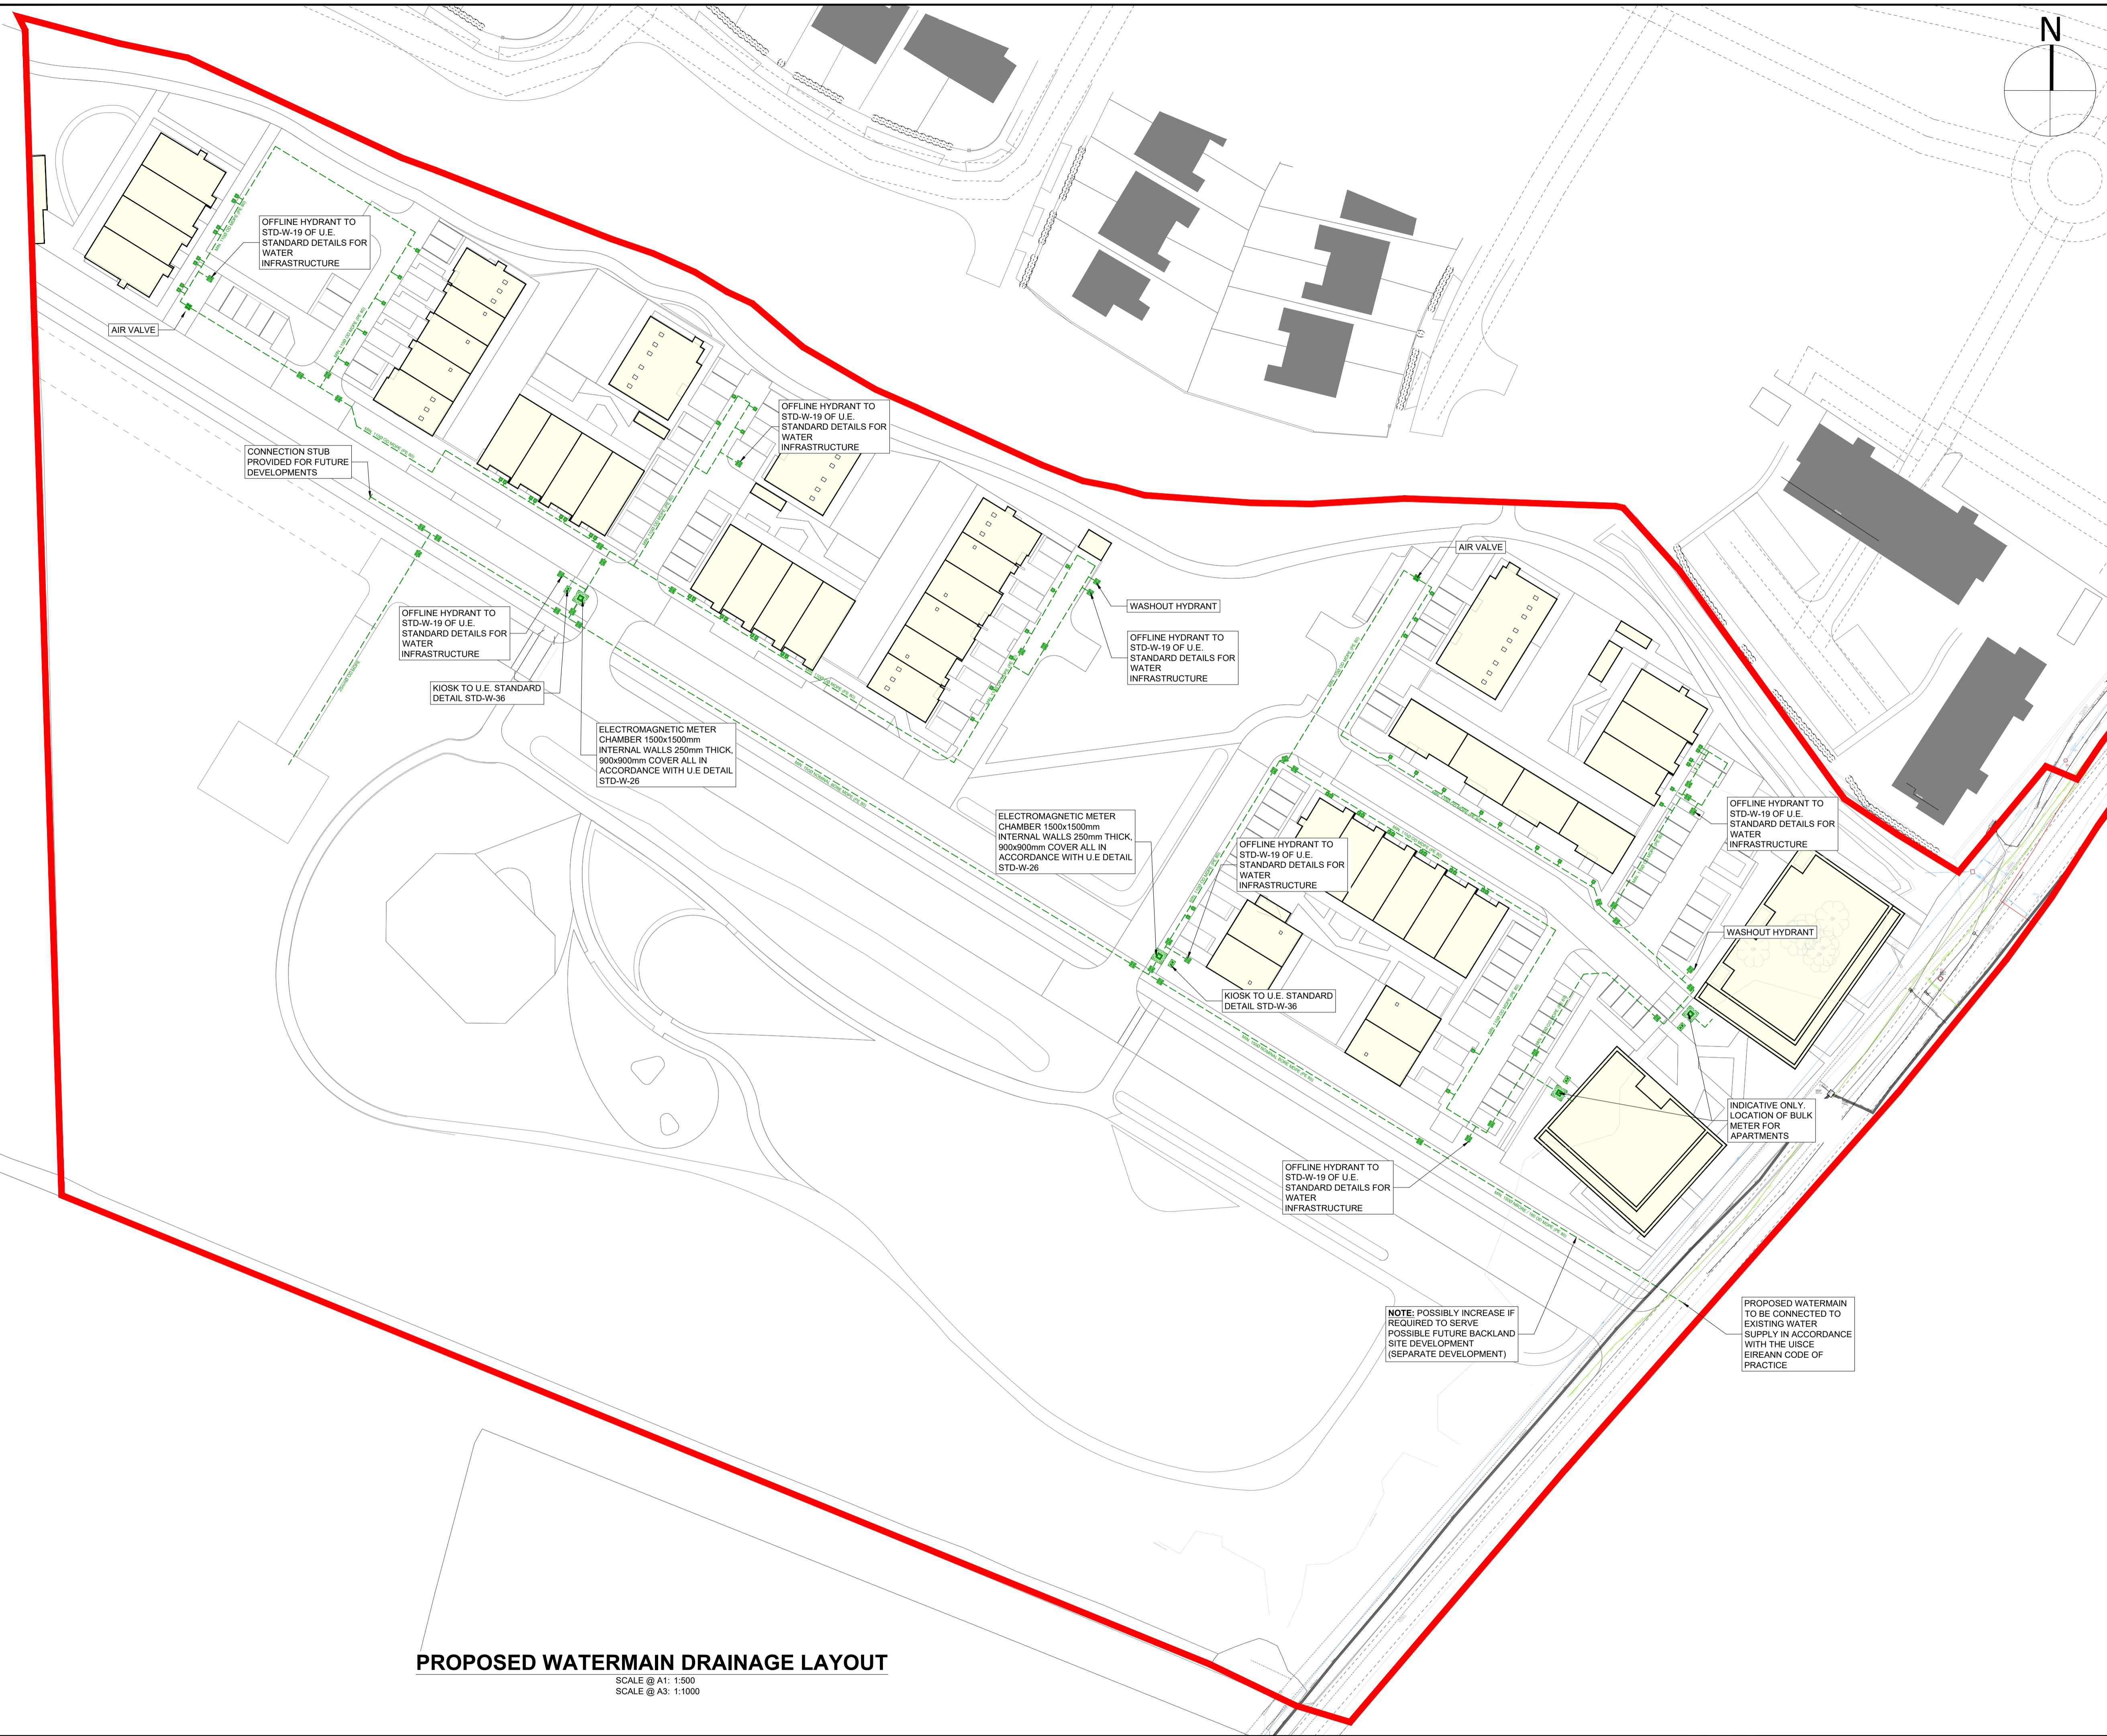 N
OFFLINE HYDRANT TO
STD-W-19 OF U.E.
STANDARD DETAILS FOR
WATER
INFRASTRUCTURE
AIR VALVE
OFFLINE HYDRANT TO
STD-W-19 OF U.E.
STANDARD DETAILS FOR
WATER
INFRASTRUCTURE
CONNECTION STUB
PROVIDED FOR FUTURE
DEVELOPMENTS
AIR VALVE
OFFLINE HYDRANT TO
STD-W-19 OF U.E.
STANDARD DETAILS FOR
WATER
INFRASTRUCTURE
WASHOUT HYDRANT
OFFLINE HYDRANT TO
STD-W-19 OF U.E.
STANDARD DETAILS FOR
WATER
INFRASTRUCTURE
KIOSK TO U.E. STANDARD
DETAIL STD-W-36
ELECTROMAGNETIC METER
CHAMBER 1500x1500mm
INTERNAL WALLS 250mm THICK,
900x900mm COVER ALL IN
ACCORDANCE WITH U.E DETAIL
STD-W-26
ELECTROMAGNETIC METER
CHAMBER 1500x1500mm
INTERNAL WALLS 250mm THICK,
900x900mm COVER ALL IN
ACCORDANCE WITH U.E DETAIL
STD-W-26
OFFLINE HYDRANT TO
STD-W-19 OF U.E.
STANDARD DETAILS FOR
WATER
INFRASTRUCTURE
OFFLINE HYDRANT TO
STD-W-19 OF U.E.
STANDARD DETAILS FOR
WATER
INFRASTRUCTURE
WASHOUT HYDRANT
KIOSK TO U.E. STANDARD
DETAIL STD-W-36
INDICATIVE ONLY.
LOCATION OF BULK
METER FOR
APARTMENTS
OFFLINE HYDRANT TO
STD-W-19 OF U.E.
STANDARD DETAILS FOR
WATER
INFRASTRUCTURE
NOTE: POSSIBLY INCREASE IF
REQUIRED TO SERVE
POSSIBLE FUTURE BACKLAND
SITE DEVELOPMENT
(SEPARATE DEVELOPMENT)
PROPOSED WATERMAIN
TO BE CONNECTED TO
EXISTING WATER
SUPPLY IN ACCORDANCE
WITH THE UISCE
EIREANN CODE OF
PRACTICE
PROPOSED WATERMAIN DRAINAGE LAYOUT
SCALE @ A1: 1:500
SCALE @ A3: 1:1000